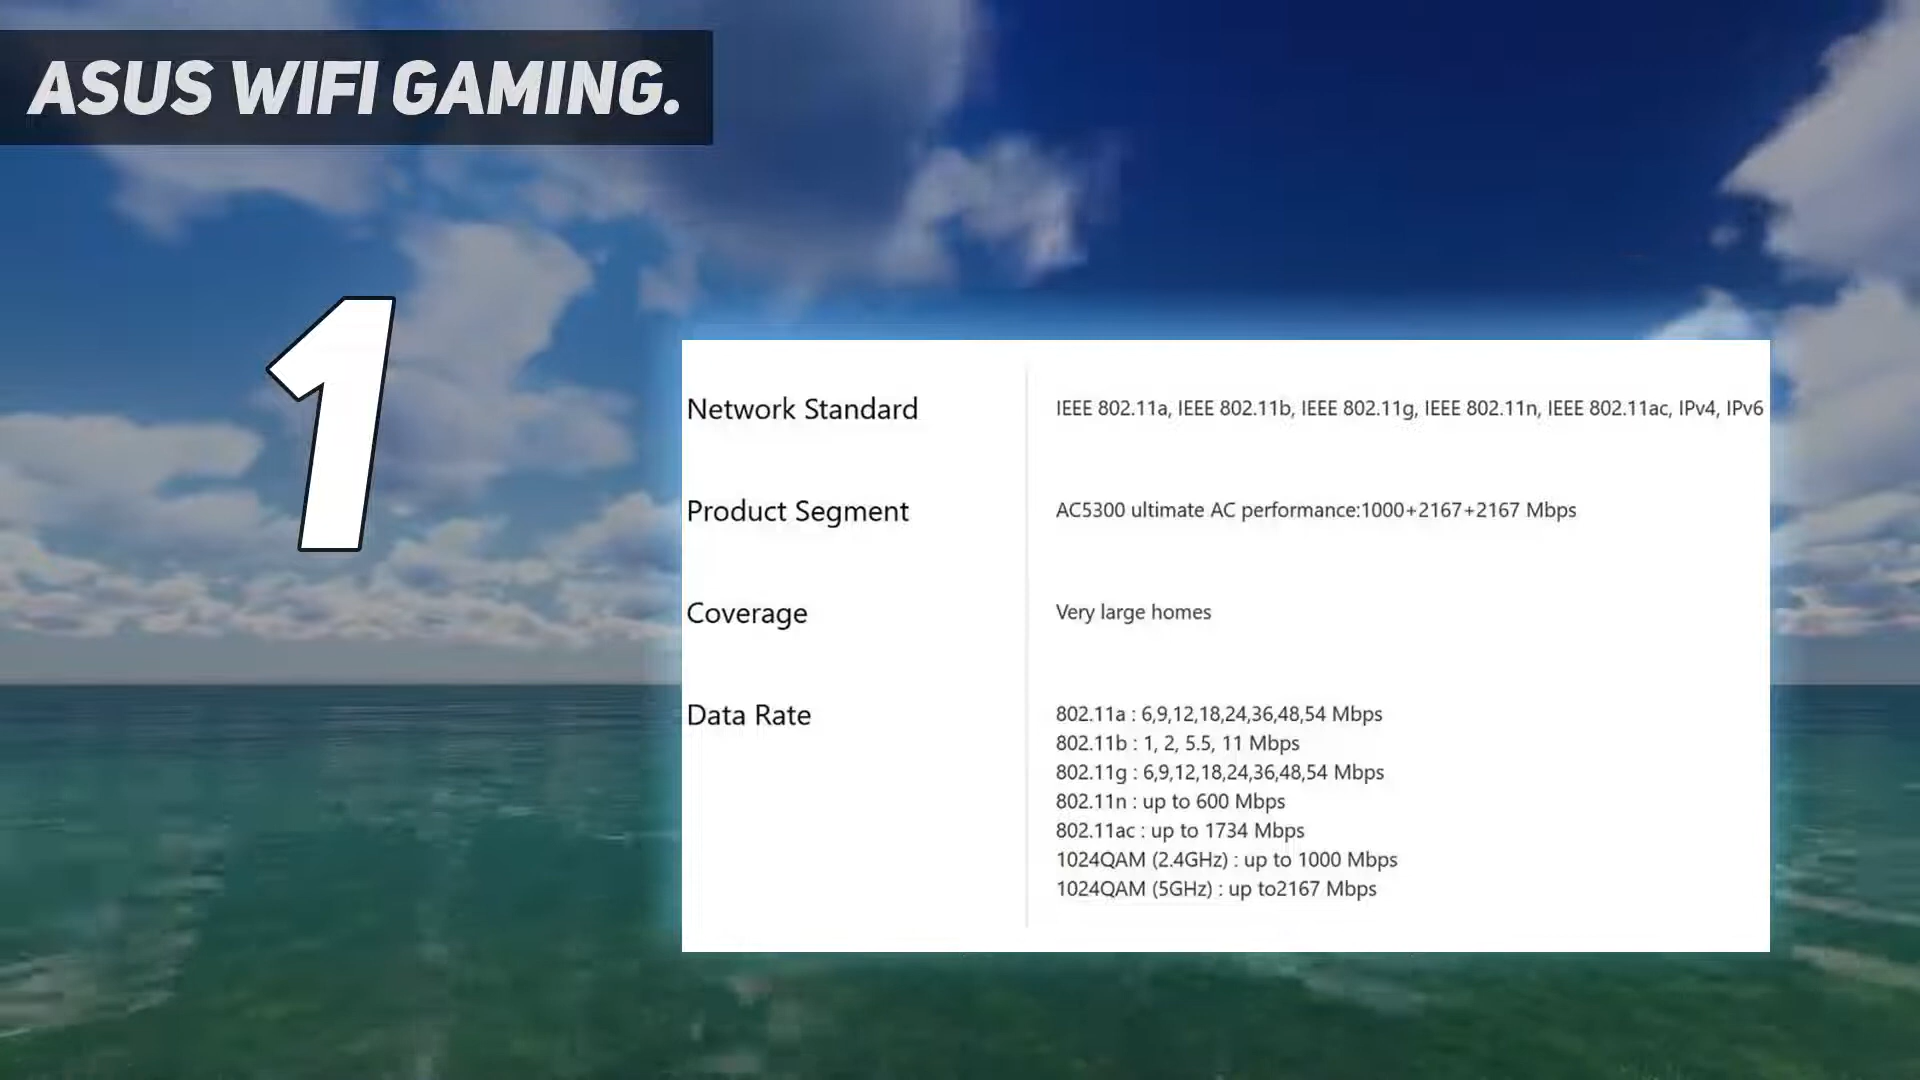 ASUS WIFI GAMING.
1
Network Standard
IEEE 802.11a, IEEE 802.11b, IEEE 802.11g, IEEE 802.11n, IEEE 802.11ac, IPv4, IPv6
Product Segment
AC5300 ultimate AC performance:1000+2167+2167 Mbps
Coverage
Very large homes
Data Rate
802.11a : 6,9,12,18,24,36,48,54 Mbps
802.11b : 1, 2, 5.5, 11 Mbps
802.11g : 6,9,12,18,24,36,48,54 Mbps
802.11n : up to 600 Mbps
802.11ac : up to 1734 Mbps
1024QAM (2.4GHz) : up to 1000 Mbps
1024QAM (5GHz) : up to2167 Mbps